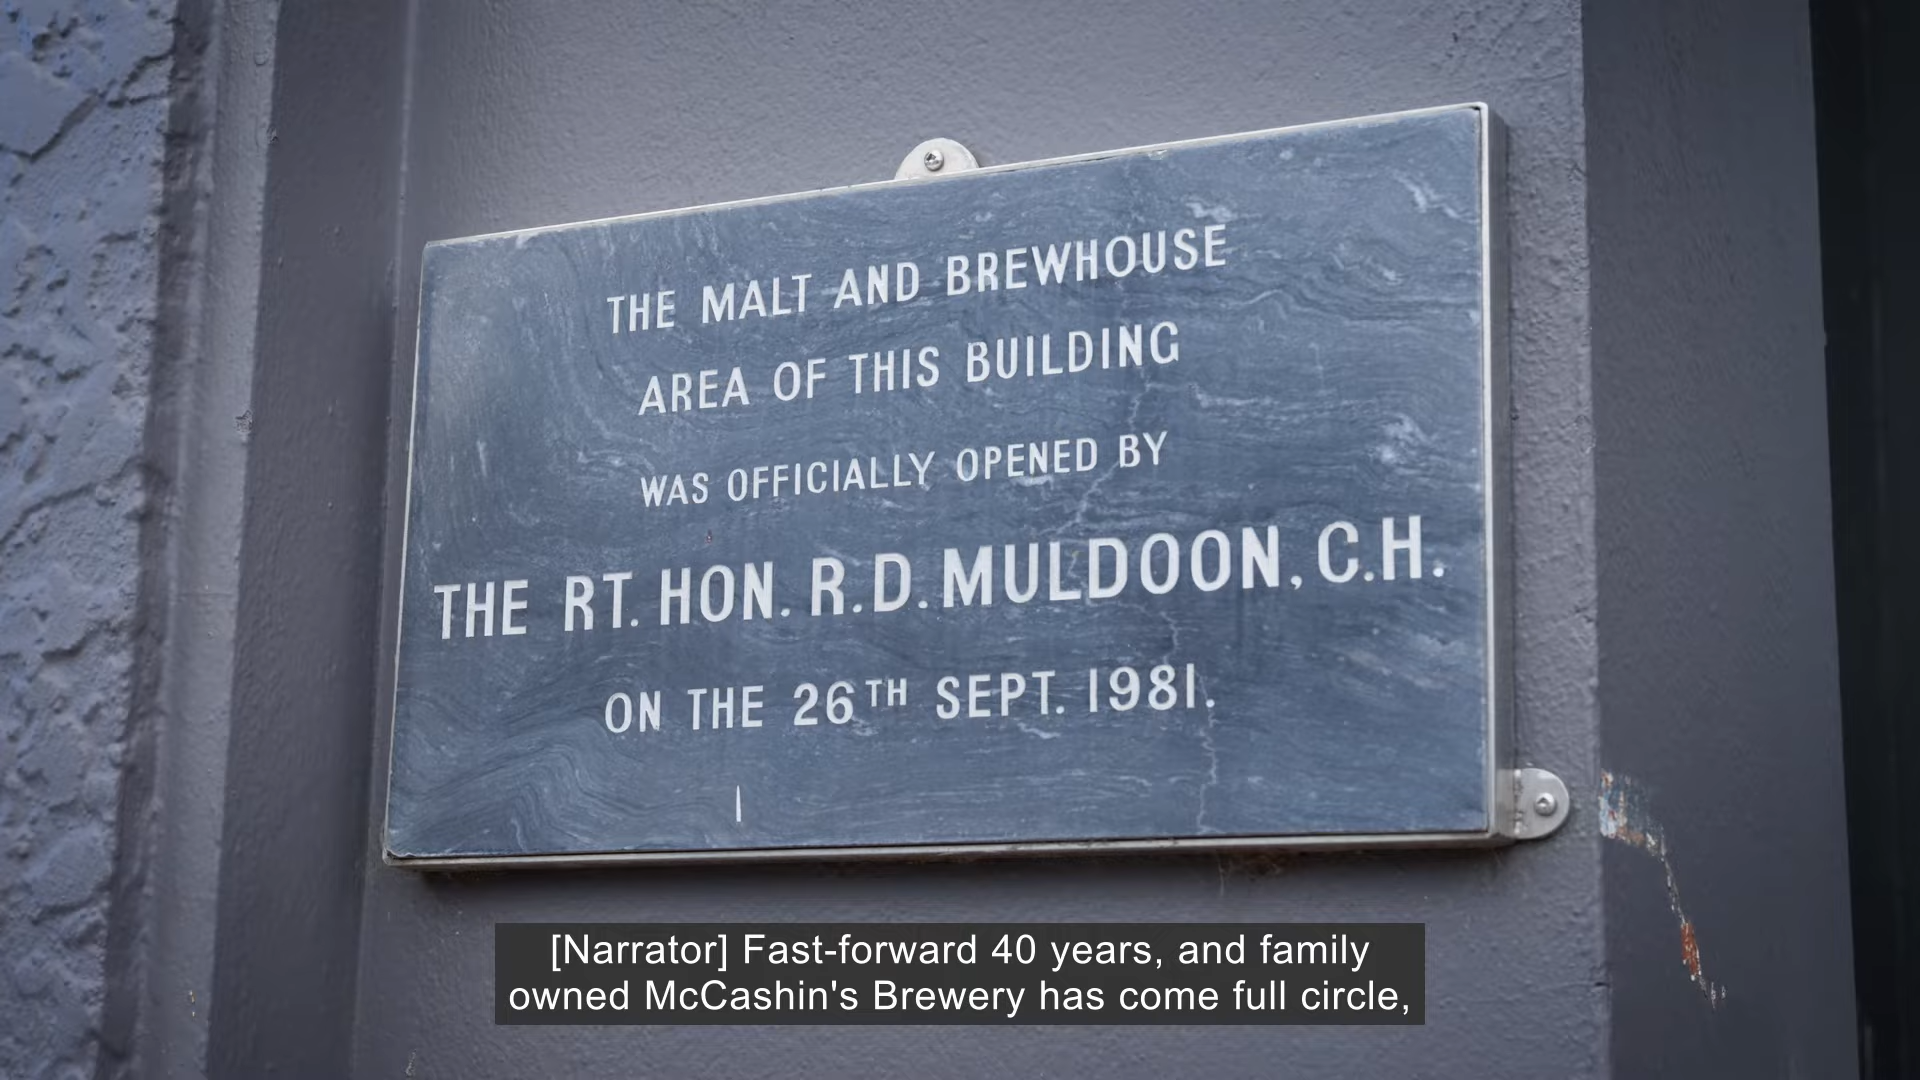 THE MALT AND BREWHOUSE
AREA OF THIS BUILDING
WAS OFFICIALLY OPENED BY
THE RT. HON. R.D. MULDOON, C.H.
ON THE 26TH SEPT. 1981.
[Narrator] Fast-forward 40 years, and family
owned McCashin's Brewery has come full circle,